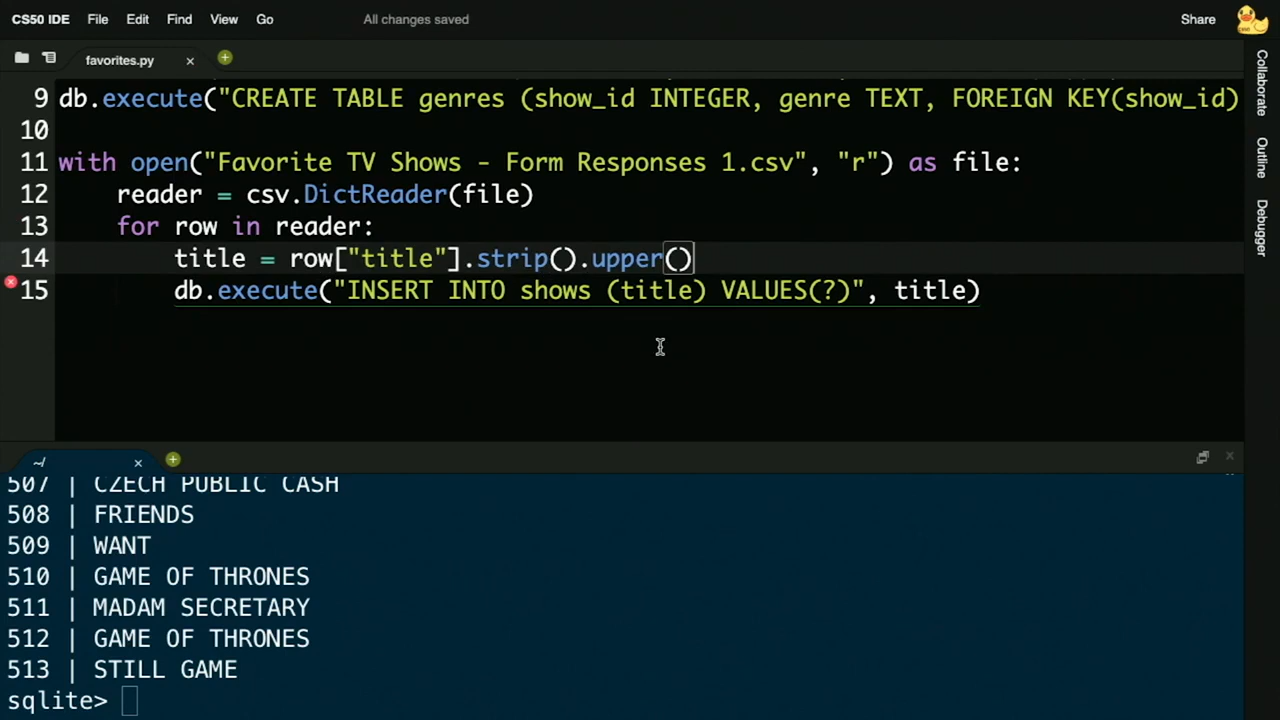 CS50 IDE File Edit Find View Go All changes saved Share
favorites.py
9 db.execute("CREATE TABLE genres (show_id INTEGER, genre TEXT, FOREIGN KEY(show_id)
10
11 with open("Favorite TV Shows - Form Responses 1.csv", "r") as file:
12 reader = csv.DictReader(file)
13 for row in reader:
14 title = row["title"].strip().upper()
15 db.execute("INSERT INTO shows (title) VALUES(?)", title)
Collaborate
Outline
Debugger
~/
507 | CZECH PUBLIC CASH
508 | FRIENDS
509 | WANT
510 | GAME OF THRONES
511 | MADAM SECRETARY
512 | GAME OF THRONES
513 | STILL GAME
sqlite>